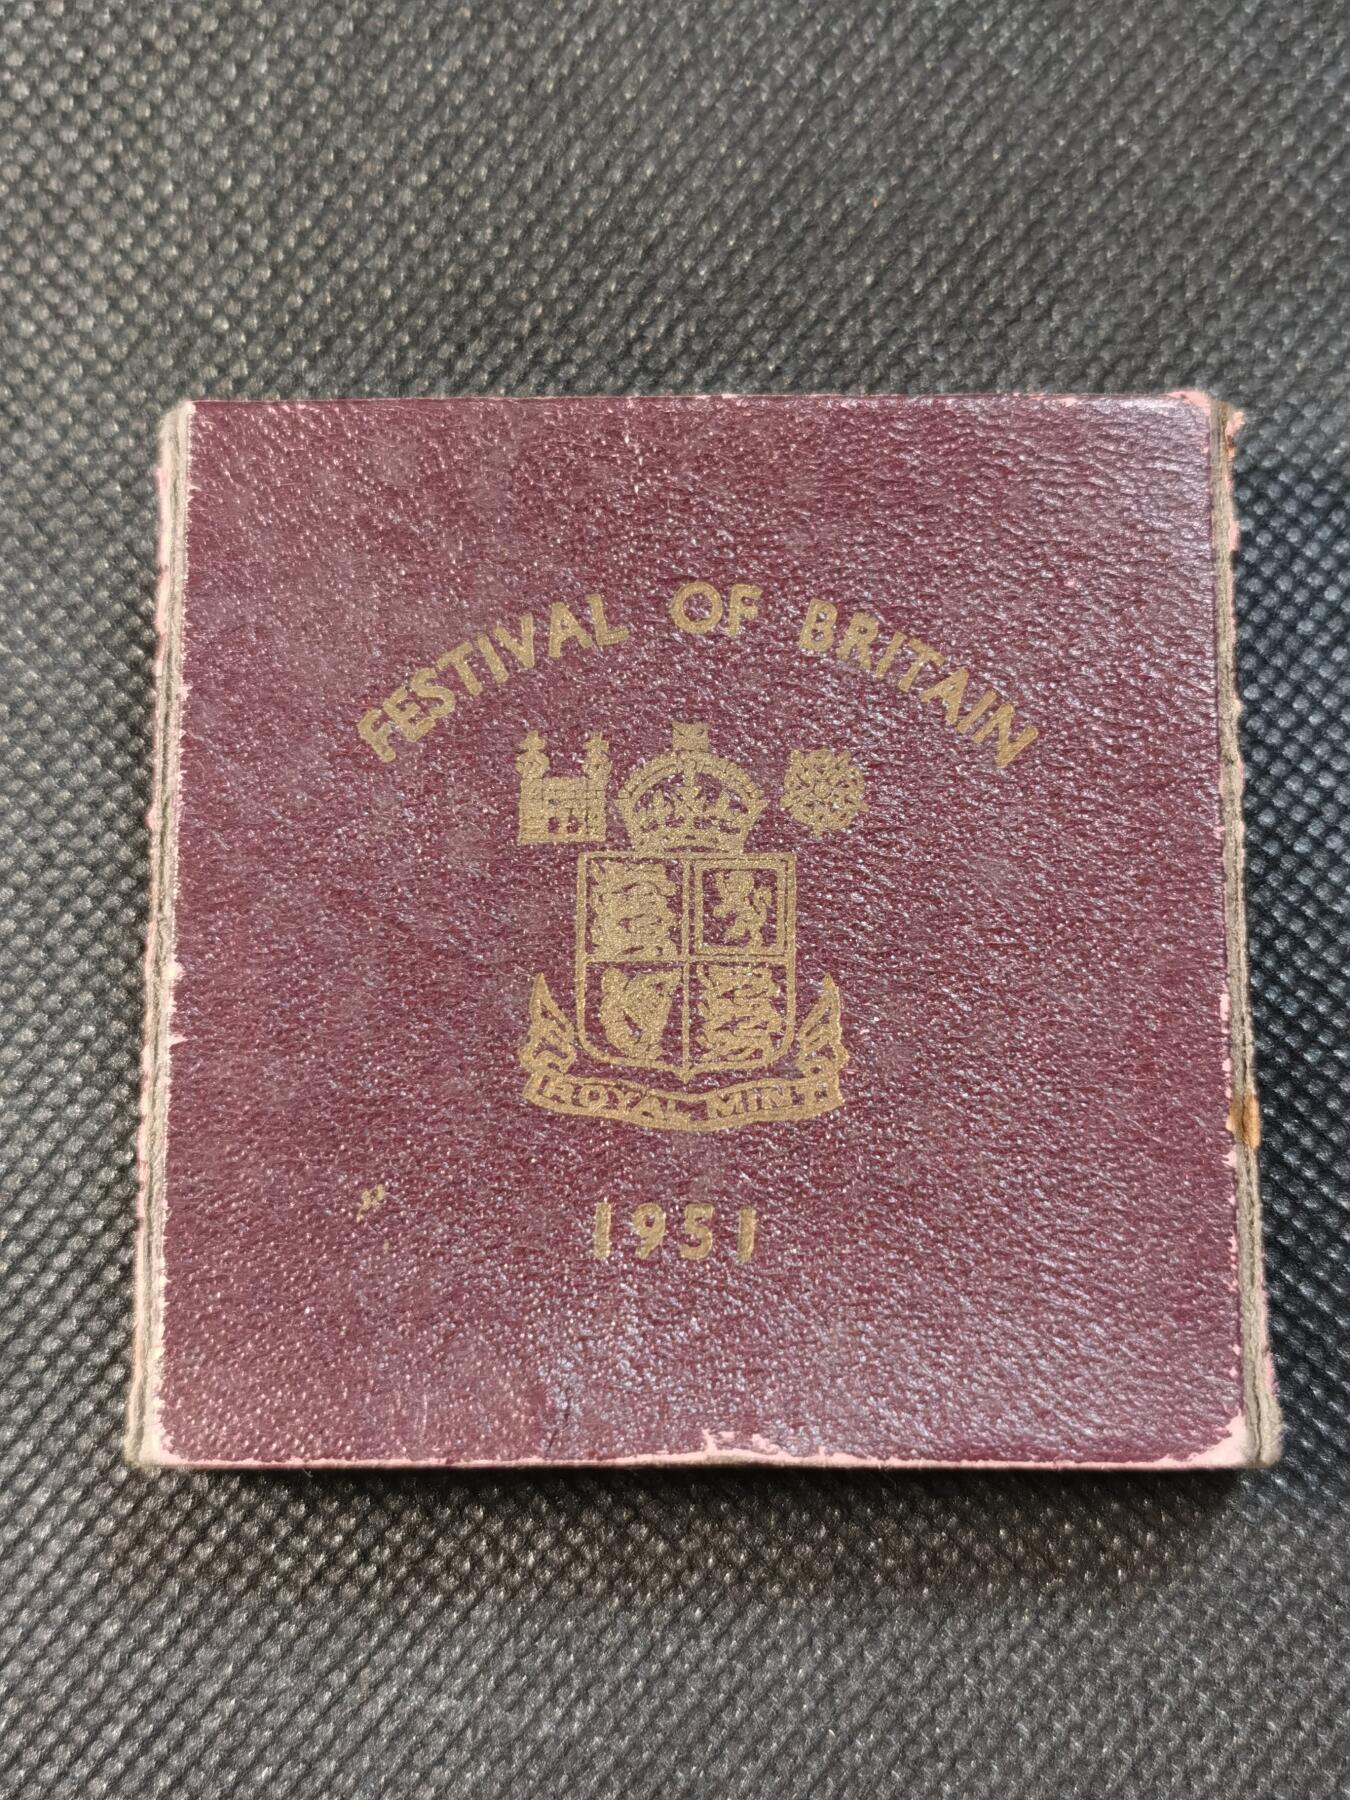 FESTIVAL OF BRITAIN
ROYAL MINT
1951